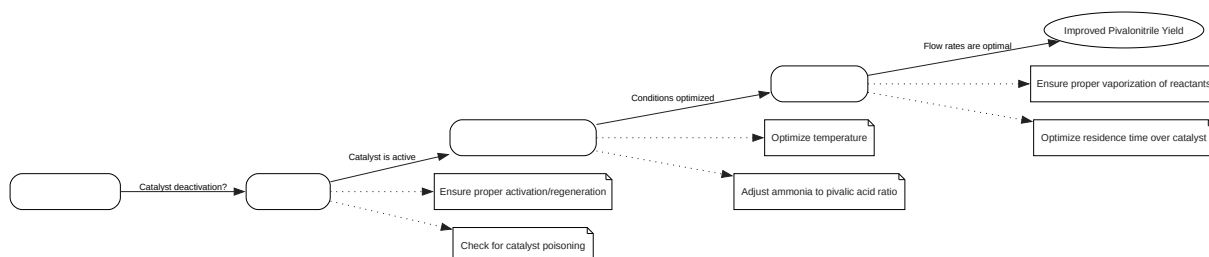 Improved Pivalonitrile Yield
Flow rates are optimal
Ensure proper vaporization of reactants
Conditions optimized
Optimize temperature
Optimize residence time over catalyst
Catalyst is active
Catalyst deactivation?
Ensure proper activation/regeneration
Adjust ammonia to pivalic acid ratio
Check for catalyst poisoning